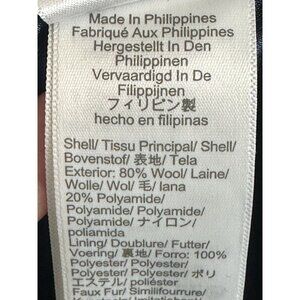 Made In Philippines
Fabriqué Aux Philippines
Hergestellt In Den
Philippinen
Vervaardigd In De
Filippijnen
フィリピン製
hecho en filipinas
Shell/ Tissu Principal/ Shell/
Bovenstof/ 表地/ Tela
Exterior: 80% Wool/ Laine/
Wolle/ Wol/ 毛/ lana
20% Polyamide/
Polyamide/ Polyamide/
Polyamide/ ナイロン/
poliamida
Lining/ Doublure/ Futter/
Voering/ 裏地/ Forro: 100%
Polyester/ Polyester/
Polyester/ Polyester/ ポリ
エステル/ poliéster
Faux Fur/ Similifourrure/